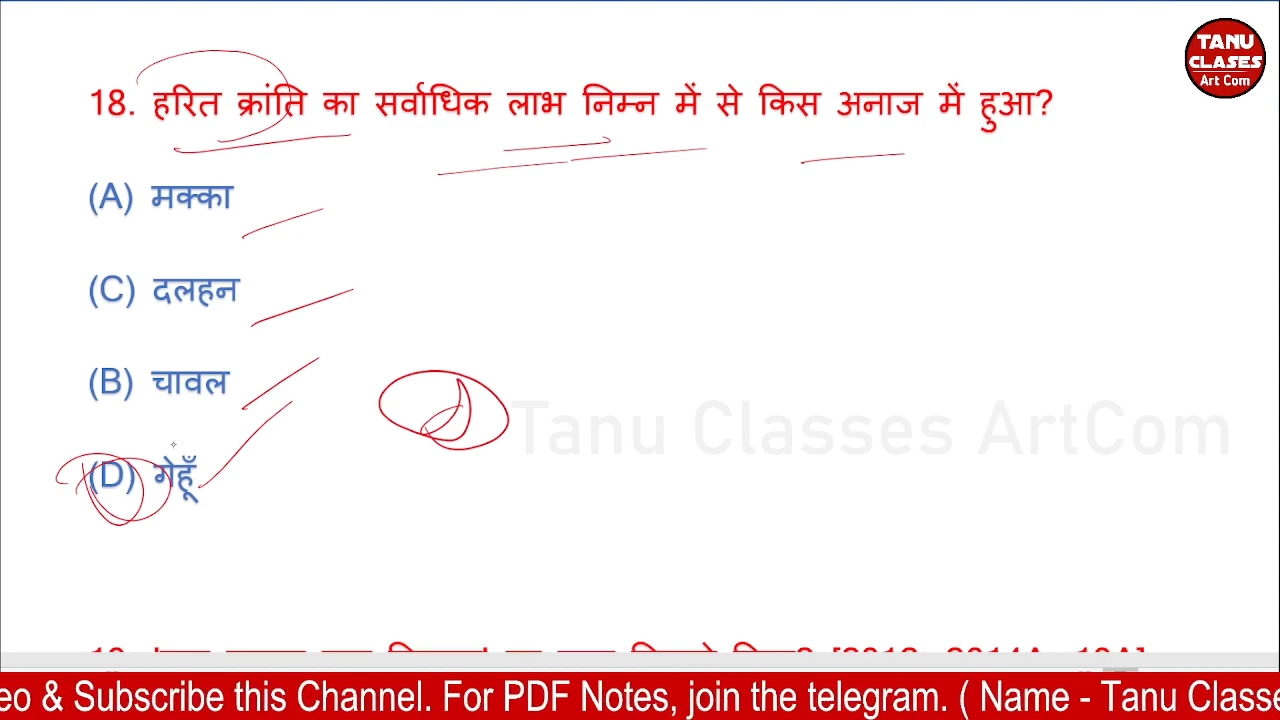 TANU
CLASES
Art Com
18. हरित क्रांति का सर्वाधिक लाभ निम्न में से किस अनाज में हुआ?
(A) मक्का
(C) दलहन
(B) चावल
Tanu Classes ArtCom
(D) गेहूँ
eo & Subscribe this Channel. For PDF Notes, join the telegram. ( Name - Tanu Classe